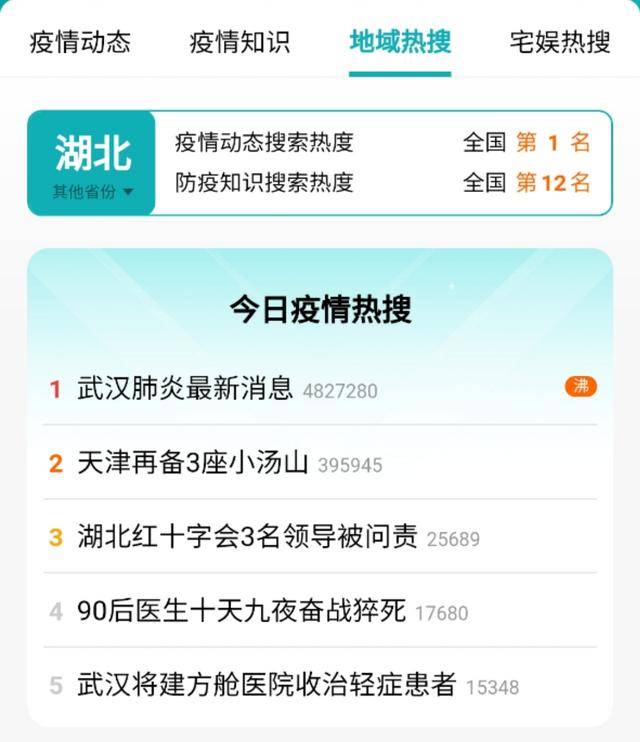 疫情动态 疫情知识 地域热搜 宅娱热搜
湖北
其他省份
疫情动态搜索热度 全国 第 1 名
防疫知识搜索热度 全国 第12名
今日疫情热搜
1 武汉肺炎最新消息 4827280 沸
2 天津再备3座小汤山 395945
3 湖北红十字会3名领导被问责 25689
4 90后医生十天九夜奋战猝死 17680
5 武汉将建方舱医院收治轻症患者 15348